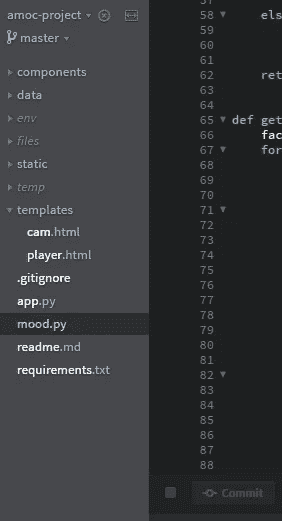 amoc-project
master
components
data
env
files
static
temp
templates
cam.html
player.html
.gitignore
app.py
mood.py
readme.md
requirements.txt
58 els
59
60
61
62 ret
63
64
65 def get
66 fac
67 for
68
69
70
71
72
73
74
75
76
77
78
79
80
81
82
83
84
85
86
87
88
Commit